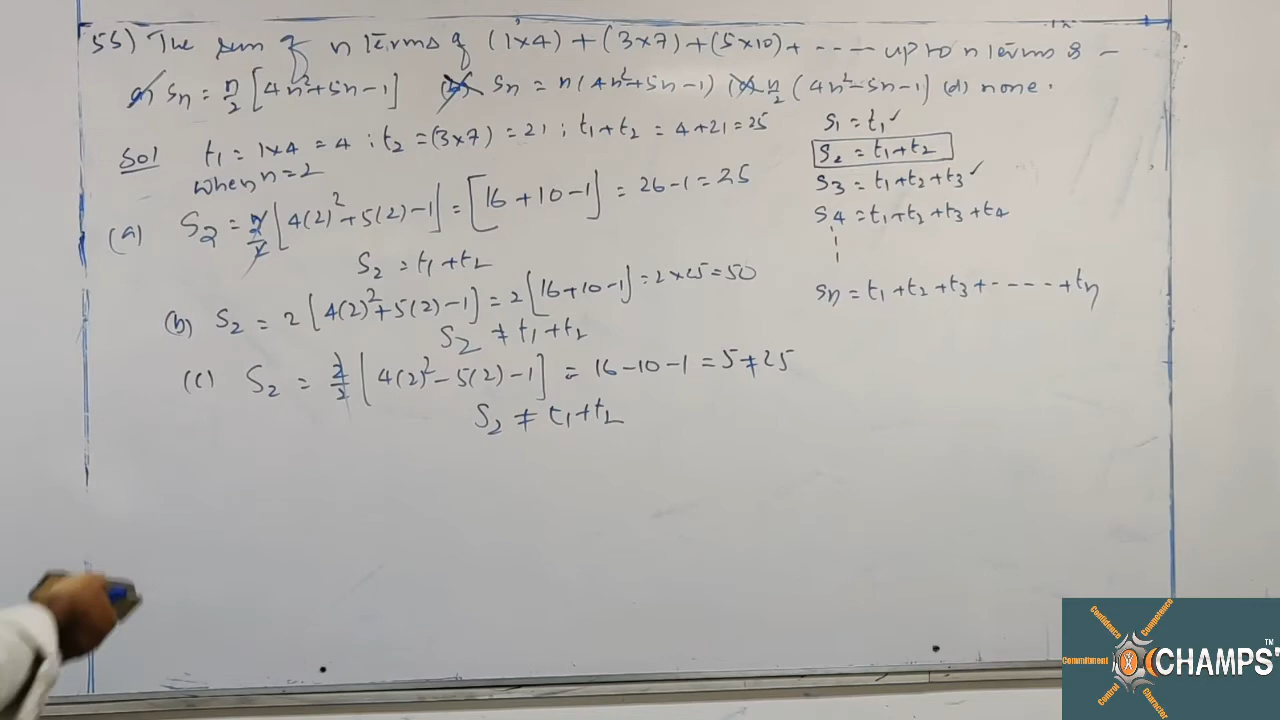 55) The sum of n terms of (1×4) + (3×7) + (5×10) + ---- up to n terms is -
(a) Sn = n/2 [4n²+5n-1] (b) Sn = n(4n²+5n-1) (c) n/2 (4n²-5n-1) (d) none.
Sol t1 = 1×4 = 4 ; t2 = (3×7) = 21 ; t1+t2 = 4+21 = 25
when n=2
(a) S2 = 2/2 [4(2)²+5(2)-1] = [16+10-1] = 26-1 = 25
S2 = t1+t2
(b) S2 = 2 [4(2)²+5(2)-1] = 2 [16+10-1] = 2×25 = 50
S2 ≠ t1+t2
(c) S2 = 2/2 [4(2)²-5(2)-1] = 16-10-1 = 5≠25
S2 ≠ t1+t2
S1 = t1 ✓
S2 = t1+t2
S3 = t1+t2+t3 ✓
S4 = t1+t2+t3+t4
Sn = t1+t2+t3+-----+tn
Confidence
Competence
Commitment
CHAMPS™
Control
Character